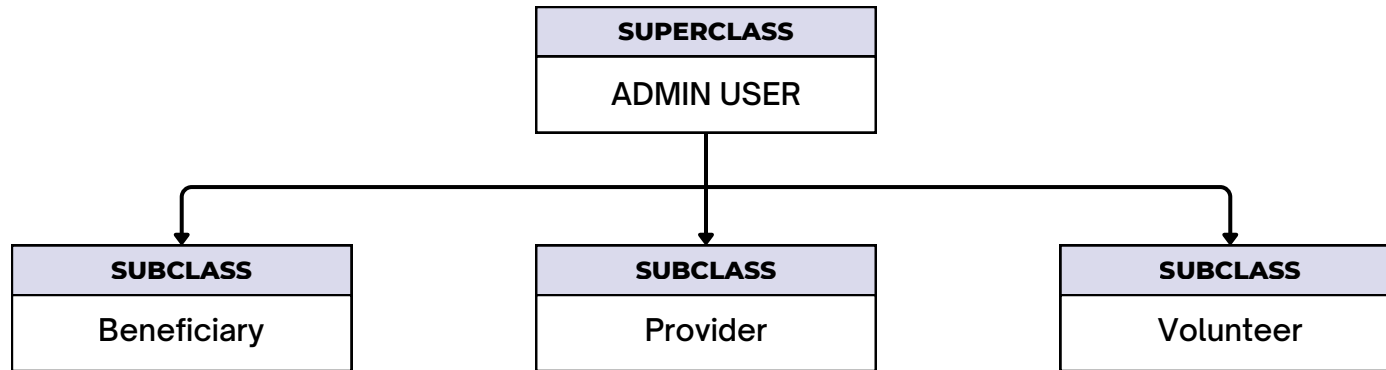 SUPERCLASS
ADMIN USER
SUBCLASS
Beneficiary
SUBCLASS
Provider
SUBCLASS
Volunteer